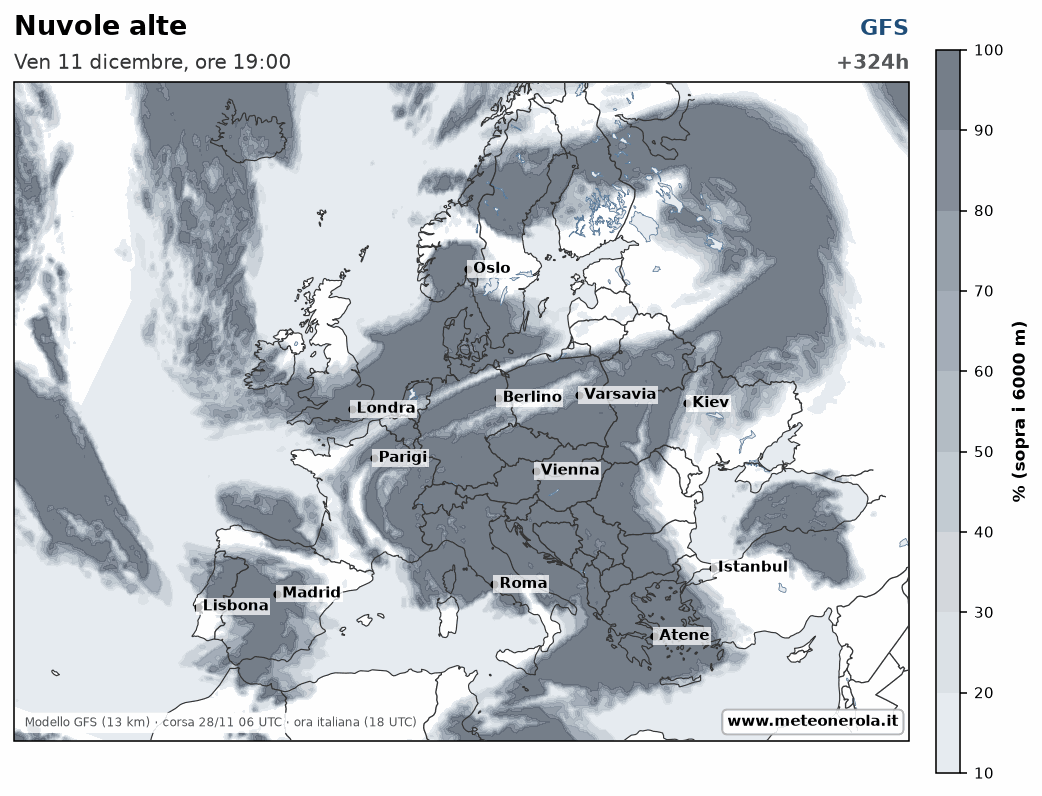 Nuvole alte
GFS
Ven 11 dicembre, ore 19:00
+324h
Oslo
Londra
Berlino
Varsavia
Kiev
Parigi
Vienna
Istanbul
Roma
Madrid
Lisbona
Atene
Modello GFS (13 km) · corsa 28/11 06 UTC · ora italiana (18 UTC)
www.meteonerola.it
100
90
80
70
60
50
40
30
20
10
% (sopra i 6000 m)